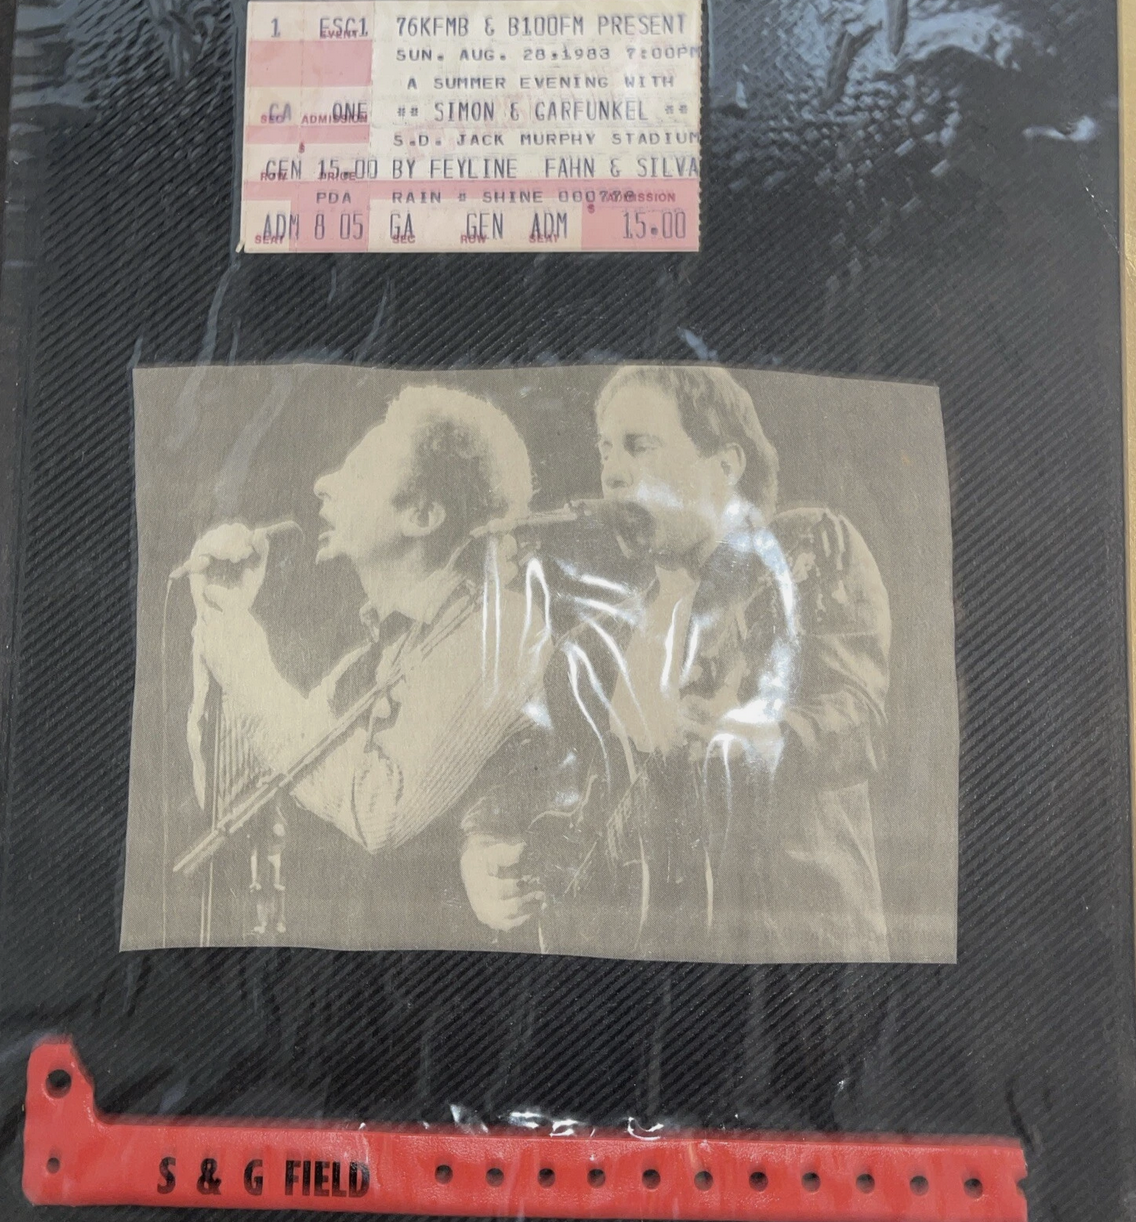 1 ESC1 76KFMB & B100FM PRESENT
EVENT
SUN. AUG. 28,1983 7:00PM
A SUMMER EVENING WITH
GA ONE ** SIMON & GARFUNKEL **
SEC ADMISSION
S.D. JACK MURPHY STADIUM
$
GEN 15.00 BY FEYLINE FAHN & SILVA
ROW PRICE
PDA RAIN # SHINE ADMISSION
$
ADM 8 05 GA GEN ADM 15.00
SEAT SEC ROW SEAT
S & G FIELD